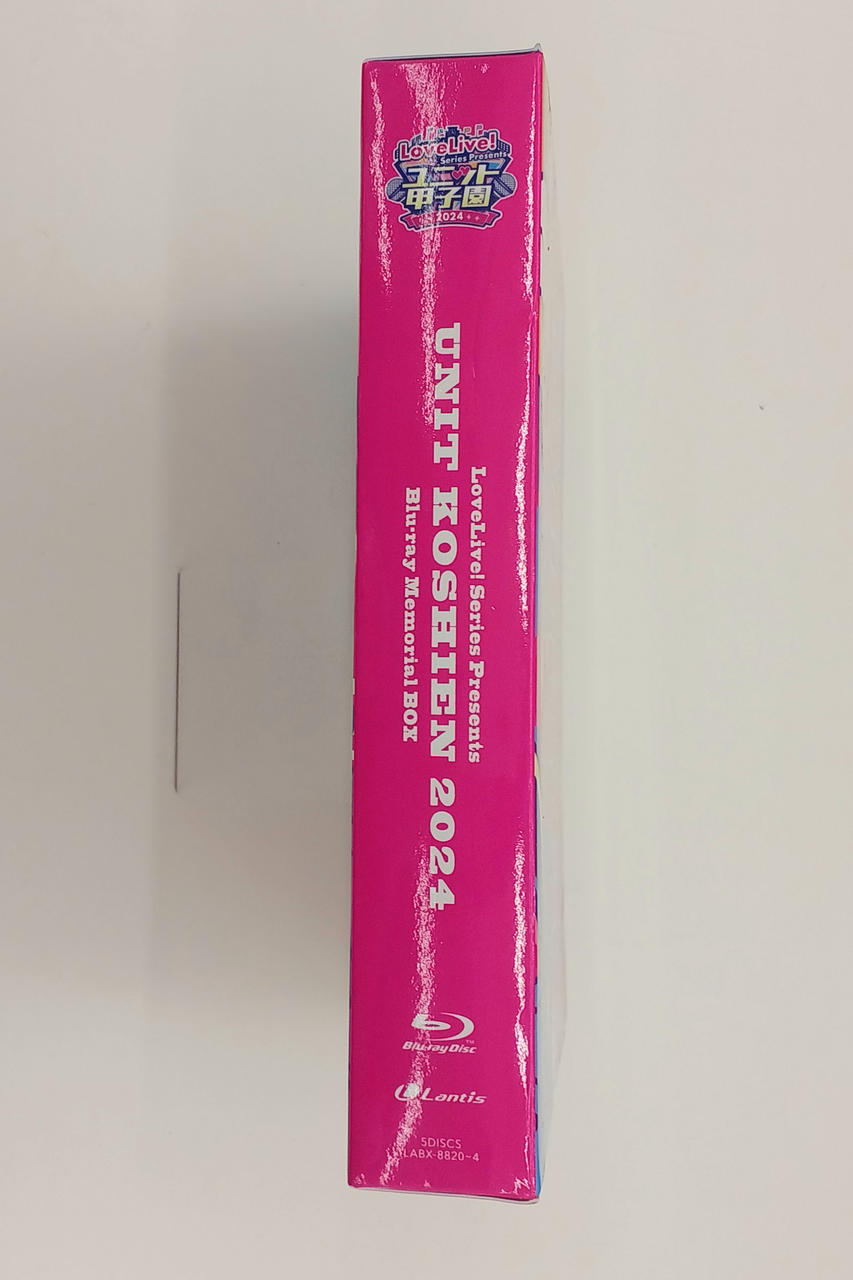 LoveLive!
Series Presents
ユニット
甲子園
2024
LoveLive! Series Presents
UNIT KOSHIEN 2024
Blu-ray Memorial BOX
Blu-ray Disc™
Lantis
5DISCS
LABX-8820~4